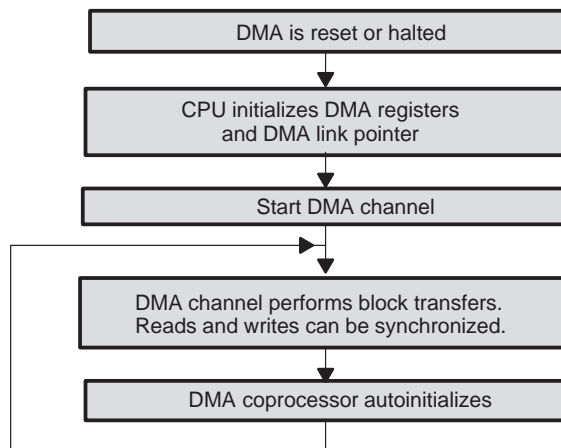 DMA is reset or halted
CPU initializes DMA registers
and DMA link pointer
Start DMA channel
DMA channel performs block transfers.
Reads and writes can be synchronized.
DMA coprocessor autoinitializes